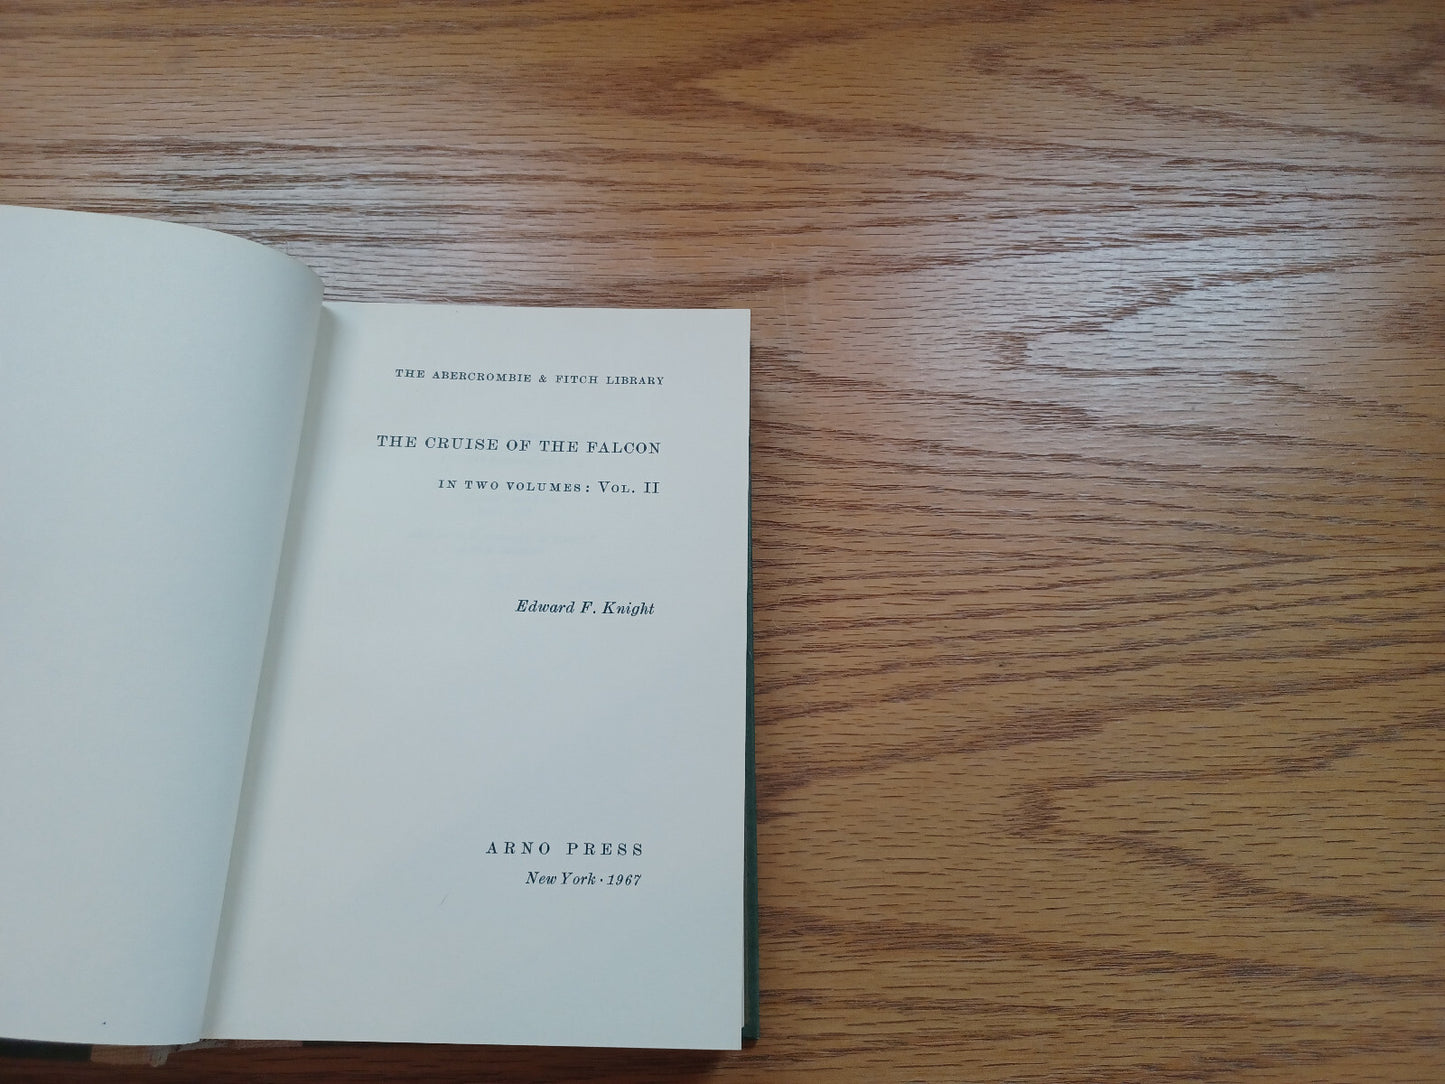 THE ABERCROMBIE & FITCH LIBRARY
THE CRUISE OF THE FALCON
IN TWO VOLUMES: VOL. II
Edward F. Knight
ARNO PRESS
New York · 1967